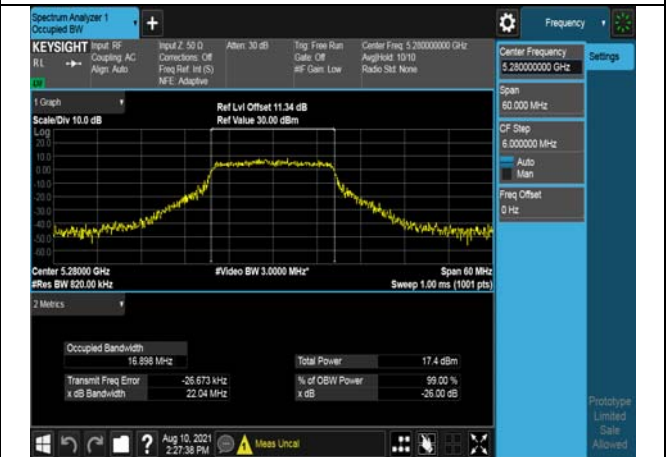 Spectrum Analyzer 1
Occupied BW
Frequency
KEYSIGHT
RL
Input: RF
Coupling: AC
Align: Auto
Input Z: 50 Ω
Corrections: Off
Freq Ref: Int (S)
NFE: Adaptive
Atten: 30 dB
Trig: Free Run
Gate: Off
#IF Gain: Low
Center Freq: 5.280000000 GHz
Avg|Hold: 10/10
Radio Std: None
Center Frequency
5.280000000 GHz
Settings
Span
60.000 MHz
CF Step
6.000000 MHz
Auto
Man
Freq Offset
0 Hz
1 Graph
Scale/Div 10.0 dB
Ref Lvl Offset 11.34 dB
Ref Value 30.00 dBm
Log
20.0
10.0
0.00
-10.0
-20.0
-30.0
-40.0
-50.0
-60.0
Center 5.28000 GHz
#Res BW 820.00 kHz
#Video BW 3.0000 MHz*
Span 60 MHz
Sweep 1.00 ms (1001 pts)
2 Metrics
Occupied Bandwidth
16.898 MHz
Total Power 17.4 dBm
Transmit Freq Error -26.673 kHz
% of OBW Power 99.00 %
x dB Bandwidth 22.04 MHz
x dB -26.00 dB
Prototype
Limited
Sale
Allowed
?
Aug 10, 2021
2:27:38 PM
Meas Uncal